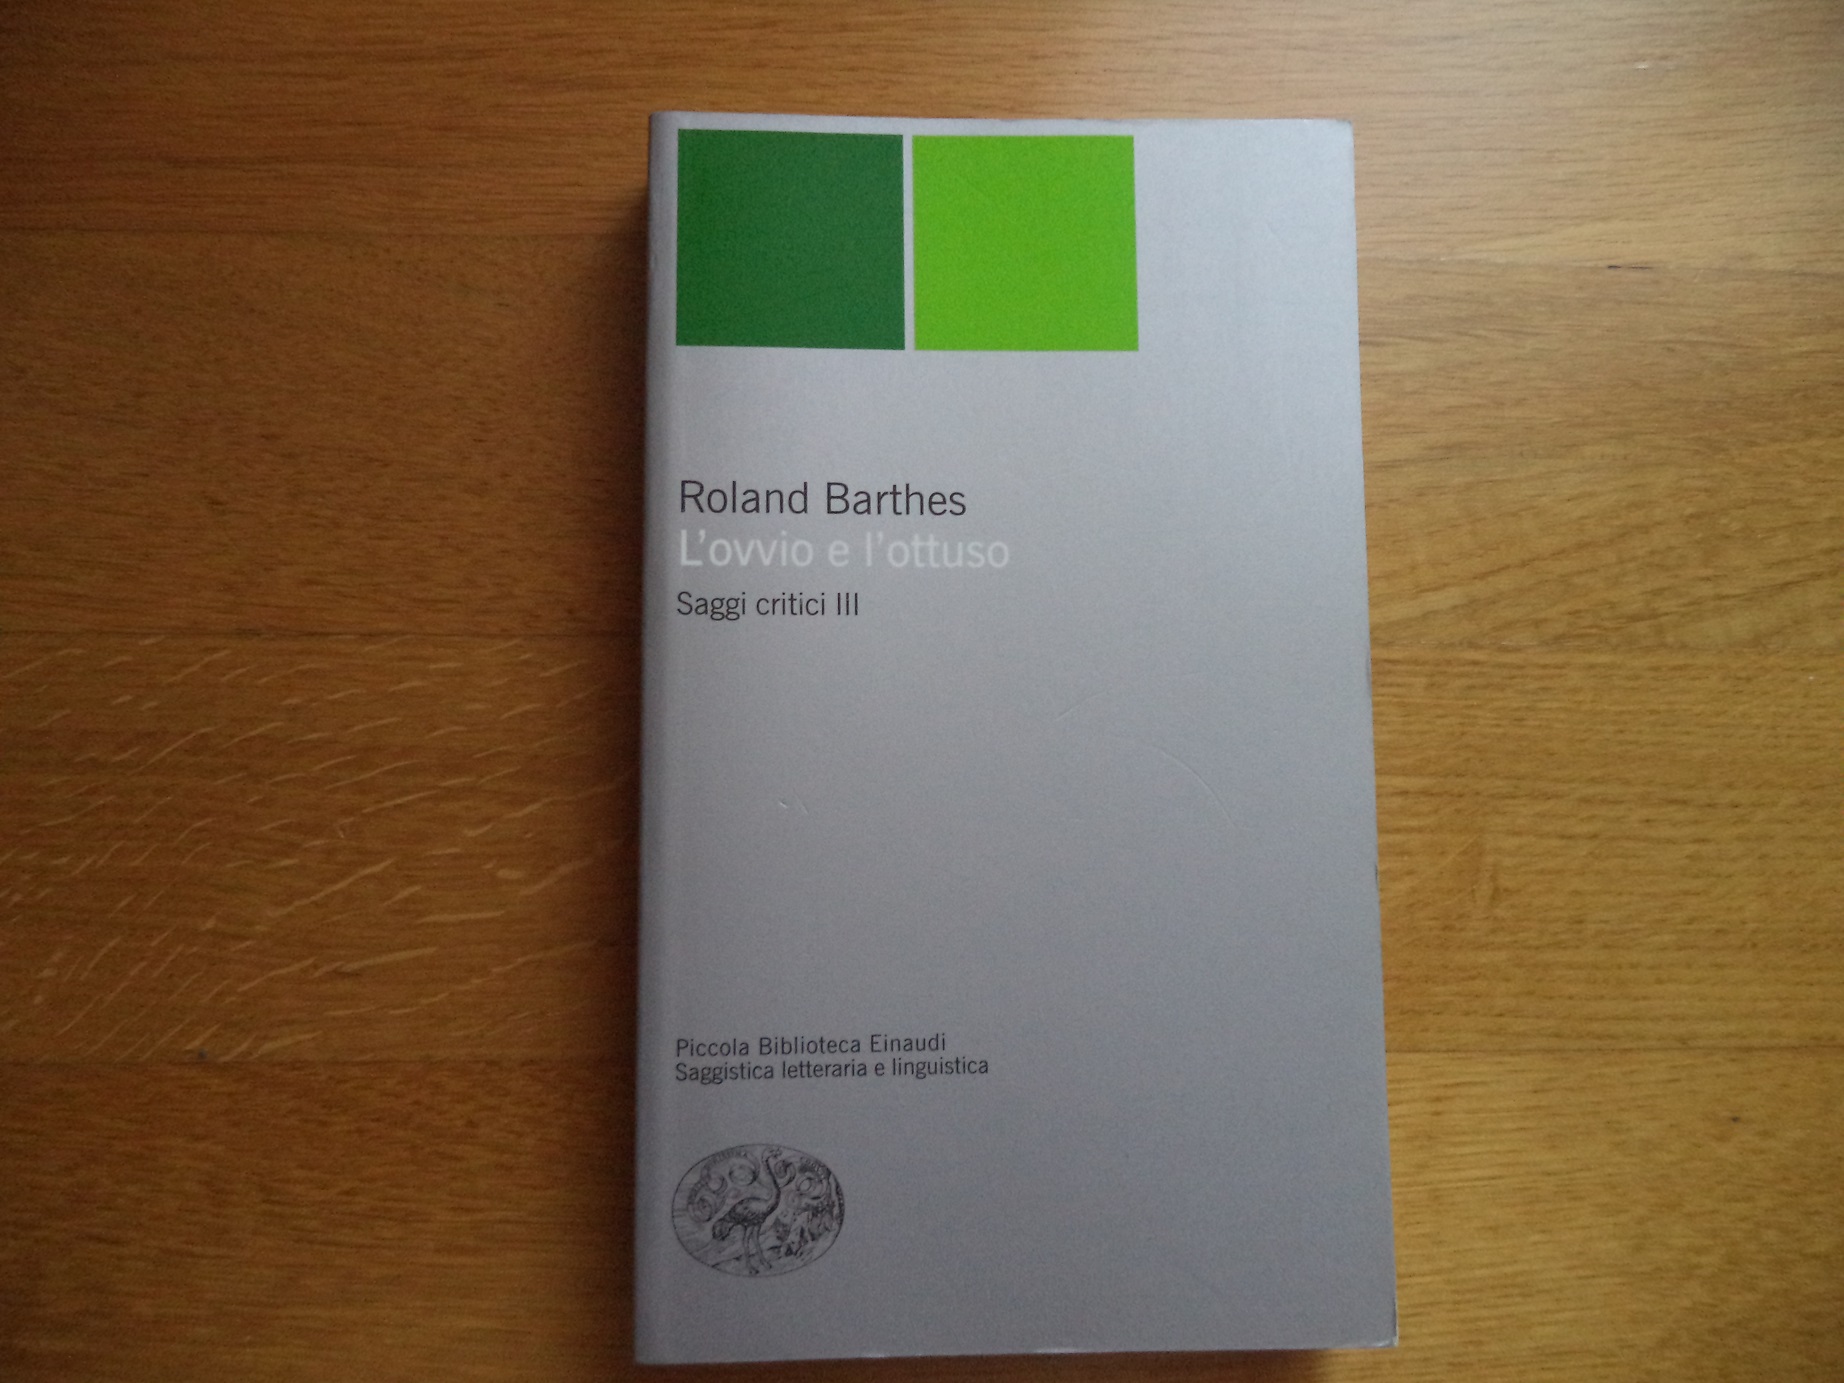 Roland Barthes
L'ovvio e l'ottuso
Saggi critici III
Piccola Biblioteca Einaudi
Saggistica letteraria e linguistica